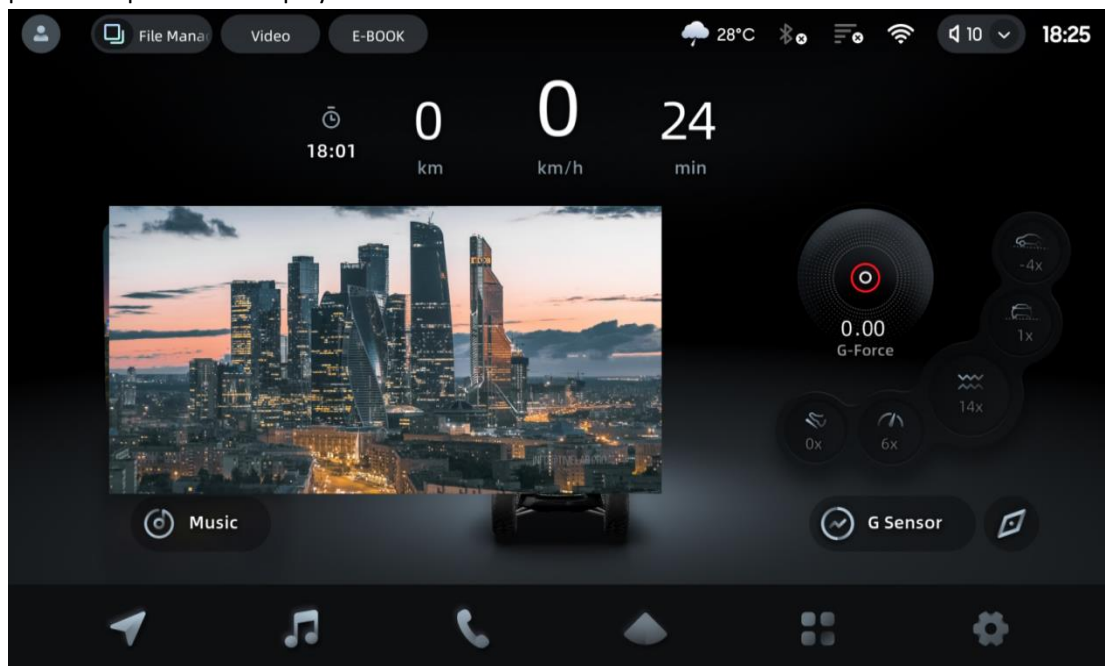 File Mana
Video
E-BOOK
28°C
10
18:25
18:01
0
km
0
km/h
24
min
0.00
G-Force
-4x
1x
14x
0x
6x
Music
G Sensor